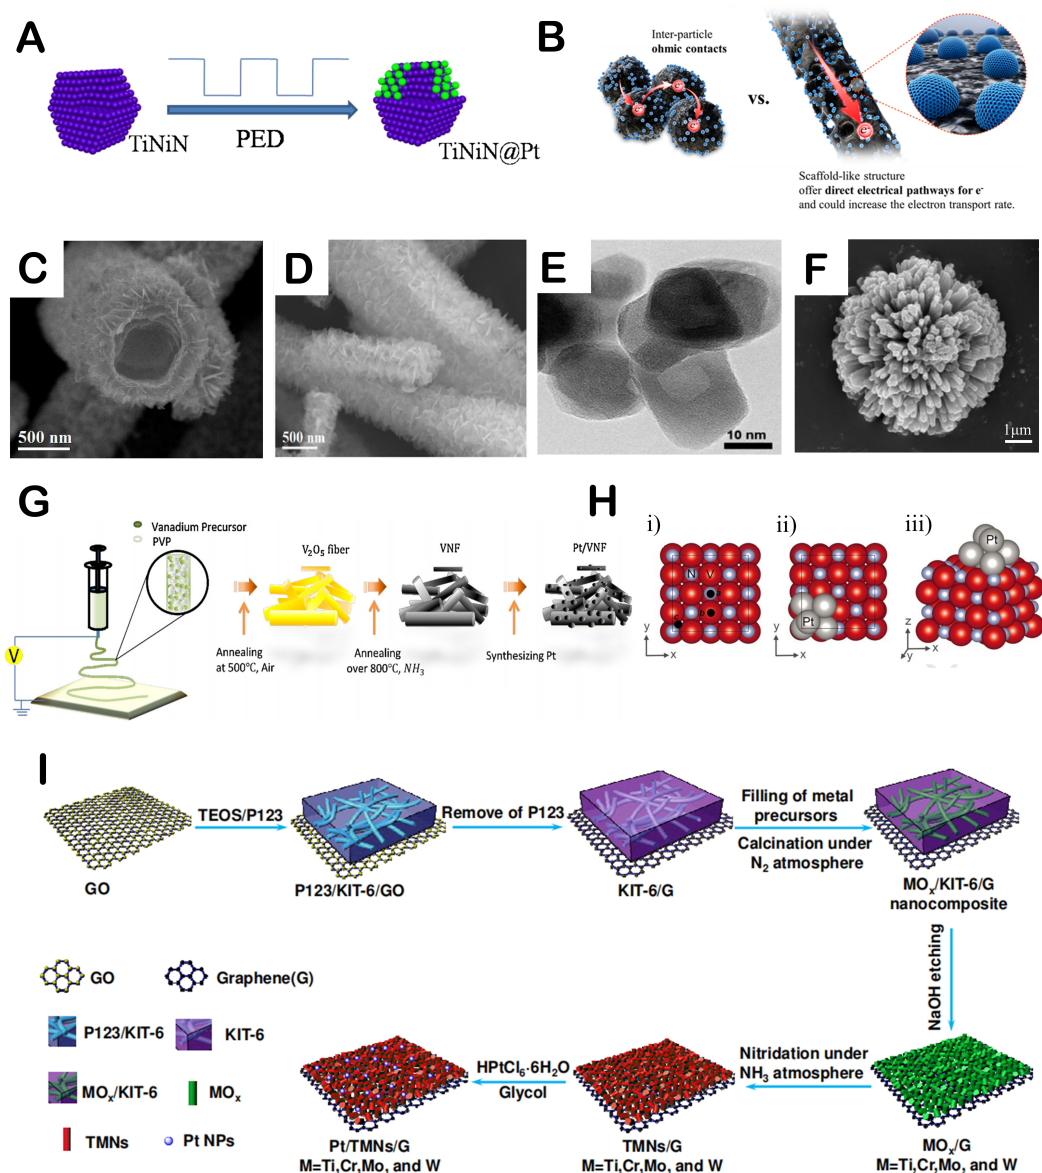 A
TiNiN
PED
TiNiN@Pt
B
Inter-particle
ohmic contacts
vs.
e⁻
e⁻
e⁻
e⁻
Scaffold-like structure
offer direct electrical pathways for e⁻
and could increase the electron transport rate.
C
500 nm
D
500 nm
E
10 nm
F
1μm
G
Vanadium Precursor
PVP
V
V₂O₅ fiber
VNF
Pt/VNF
Annealing
at 500℃, Air
Annealing
over 800℃, NH₃
Synthesizing Pt
H
i)
N V
y
x
ii)
Pt
y
x
iii)
Pt
z
y
x
I
GO
TEOS/P123
P123/KIT-6/GO
Remove of P123
KIT-6/G
Filling of metal
precursors
Calcination under
N₂ atmosphere
MOₓ/KIT-6/G
nanocomposite
NaOH etching
GO
Graphene(G)
P123/KIT-6
KIT-6
MOₓ/KIT-6
MOₓ
TMNs
Pt NPs
Pt/TMNs/G
M=Ti,Cr,Mo, and W
HPtCl₆·6H₂O
Glycol
TMNs/G
M=Ti,Cr,Mo, and W
Nitridation under
NH₃ atmosphere
MOₓ/G
M=Ti,Cr,Mo, and W